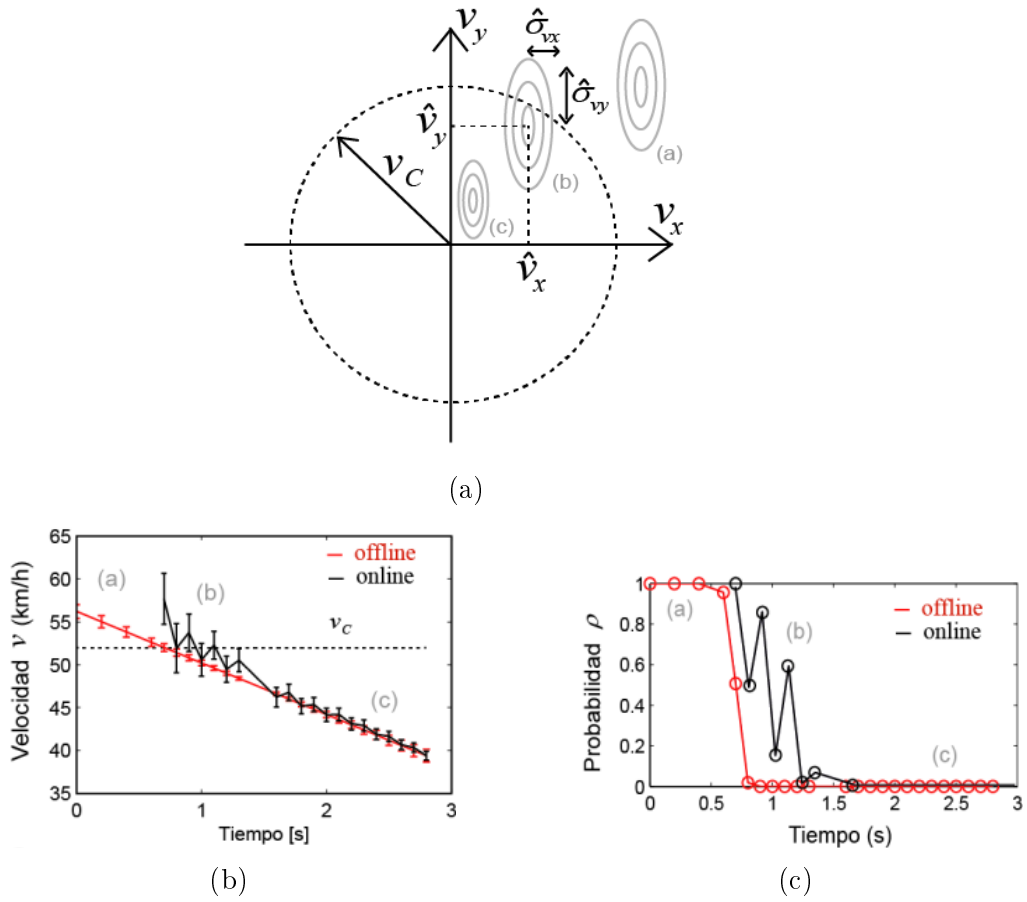 v_y
σ̂_vx
σ̂_vy
v̂_y
v_C
(a)
(b)
(c)
v_x
v̂_x
(a)
65
60
55
50
45
40
35
Velocidad v (km/h)
(a)
(b)
(c)
offline
online
v_C
0
1
2
3
Tiempo [s]
(b)
1
0.8
0.6
0.4
0.2
0
Probabilidad ρ
(a)
(b)
(c)
offline
online
0
0.5
1
1.5
2
2.5
3
Tiempo (s)
(c)